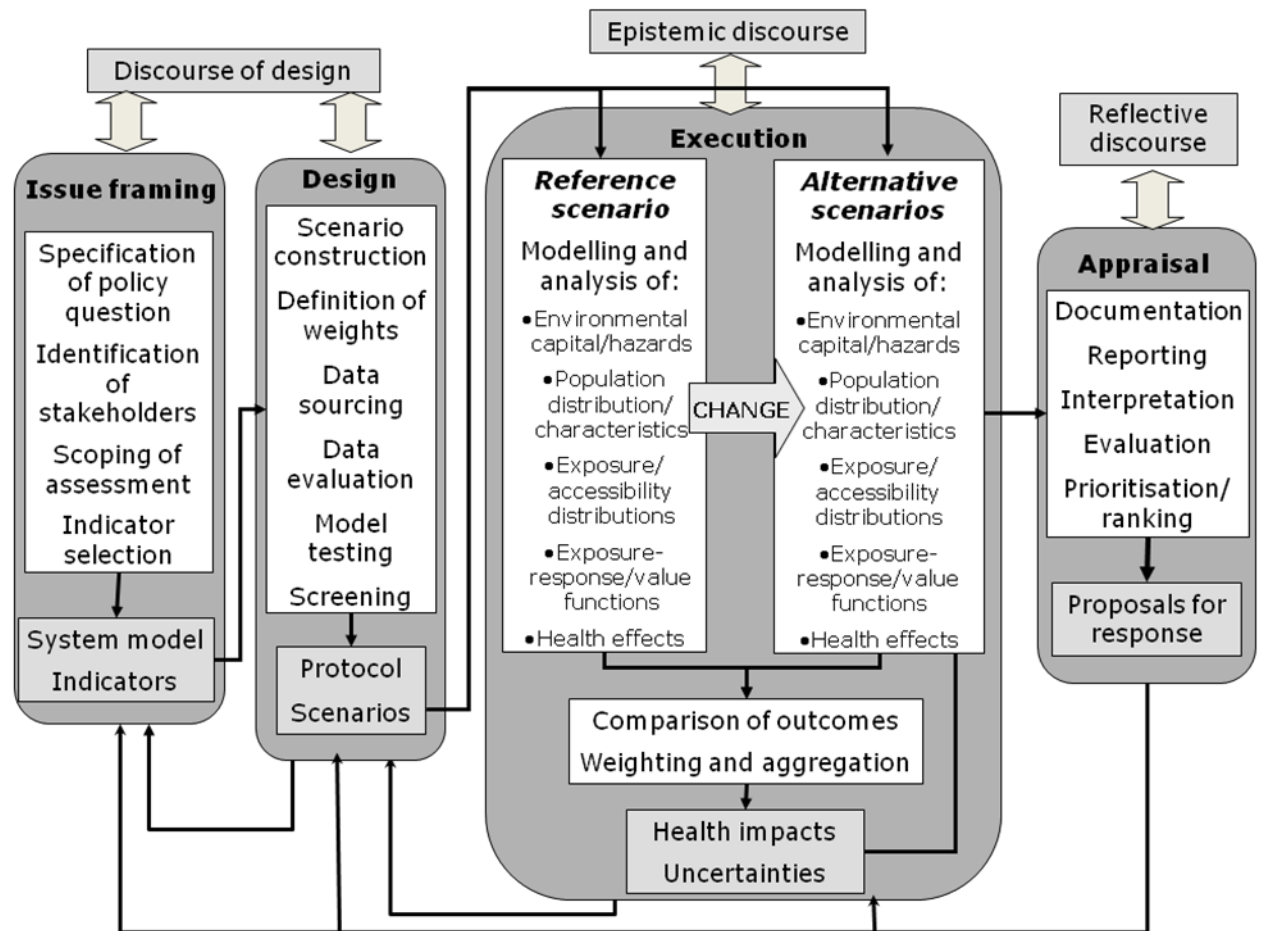 Discourse of design
Epistemic discourse
Reflective
discourse
Issue framing
Specification
of policy
question
Identification
of
stakeholders
Scoping of
assessment
Indicator
selection
System model
Indicators
Design
Scenario
construction
Definition of
weights
Data
sourcing
Data
evaluation
Model
testing
Screening
Protocol
Scenarios
Execution
Reference
scenario
Modelling and
analysis of:
•Environmental
capital/hazards
•Population
distribution/
characteristics
•Exposure/
accessibility
distributions
•Exposure-
response/value
functions
•Health effects
CHANGE
Alternative
scenarios
Modelling and
analysis of:
•Environmental
capital/hazards
•Population
distribution/
characteristics
•Exposure/
accessibility
distributions
•Exposure-
response/value
functions
•Health effects
Comparison of outcomes
Weighting and aggregation
Health impacts
Uncertainties
Appraisal
Documentation
Reporting
Interpretation
Evaluation
Prioritisation/
ranking
Proposals for
response